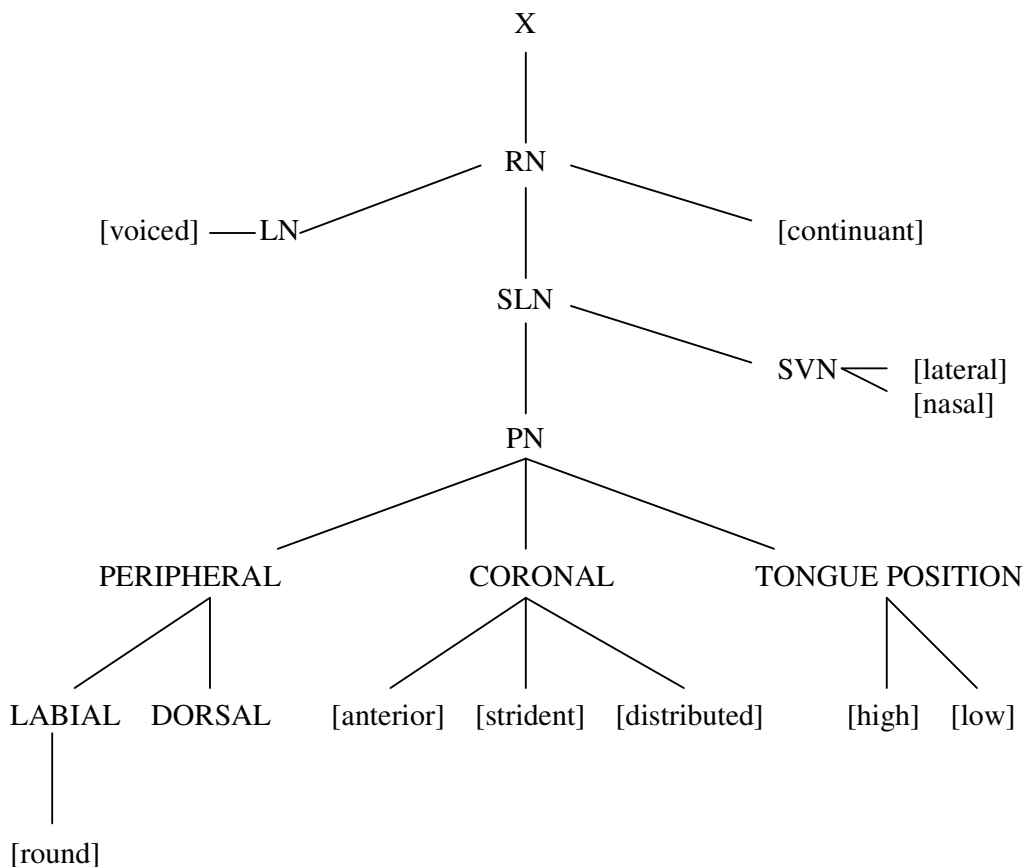 X
RN
[voiced] LN [continuant]
SLN
SVN [lateral]
[nasal]
PN
PERIPHERAL CORONAL TONGUE POSITION
LABIAL DORSAL [anterior] [strident] [distributed] [high] [low]
[round]